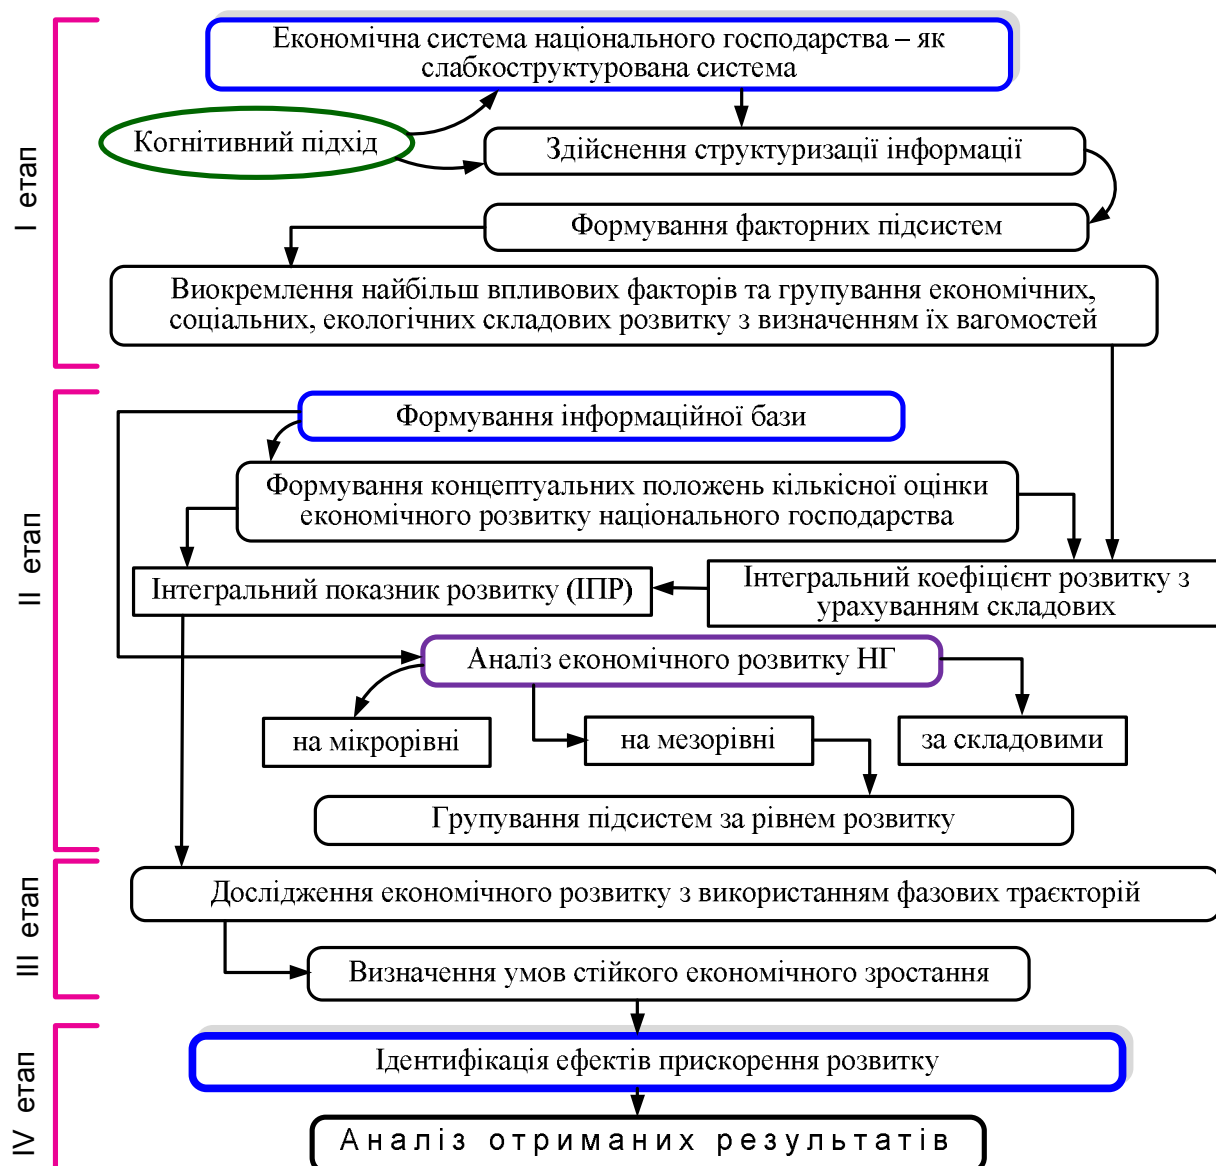 І етап
Економічна система національного господарства – як
слабкоструктурована система
Когнітивний підхід
Здійснення структуризації інформації
Формування факторних підсистем
Виокремлення найбільш впливових факторів та групування економічних,
соціальних, екологічних складових розвитку з визначенням їх вагомостей
ІІ етап
Формування інформаційної бази
Формування концептуальних положень кількісної оцінки
економічного розвитку національного господарства
Інтегральний показник розвитку (ІПР)
Інтегральний коефіцієнт розвитку з
урахуванням складових
Аналіз економічного розвитку НГ
на мікрорівні
на мезорівні
за складовими
Групування підсистем за рівнем розвитку
ІІІ етап
Дослідження економічного розвитку з використанням фазових траєкторій
Визначення умов стійкого економічного зростання
IV етап
Ідентифікація ефектів прискорення розвитку
Аналіз отриманих результатів